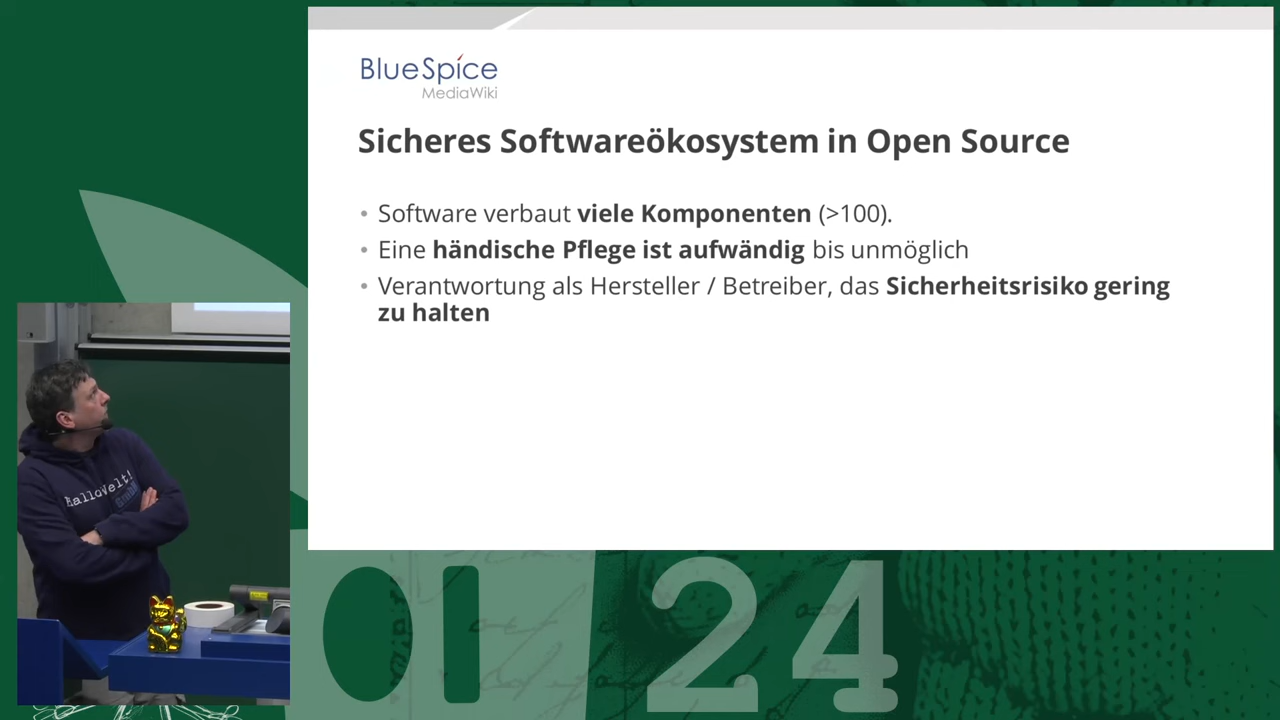 BlueSpice
MediaWiki
Sicheres Softwareökosystem in Open Source
• Software verbaut viele Komponenten (>100).
• Eine händische Pflege ist aufwändig bis unmöglich
• Verantwortung als Hersteller / Betreiber, das Sicherheitsrisiko gering
zu halten
HalloWelt!
GmbH
24